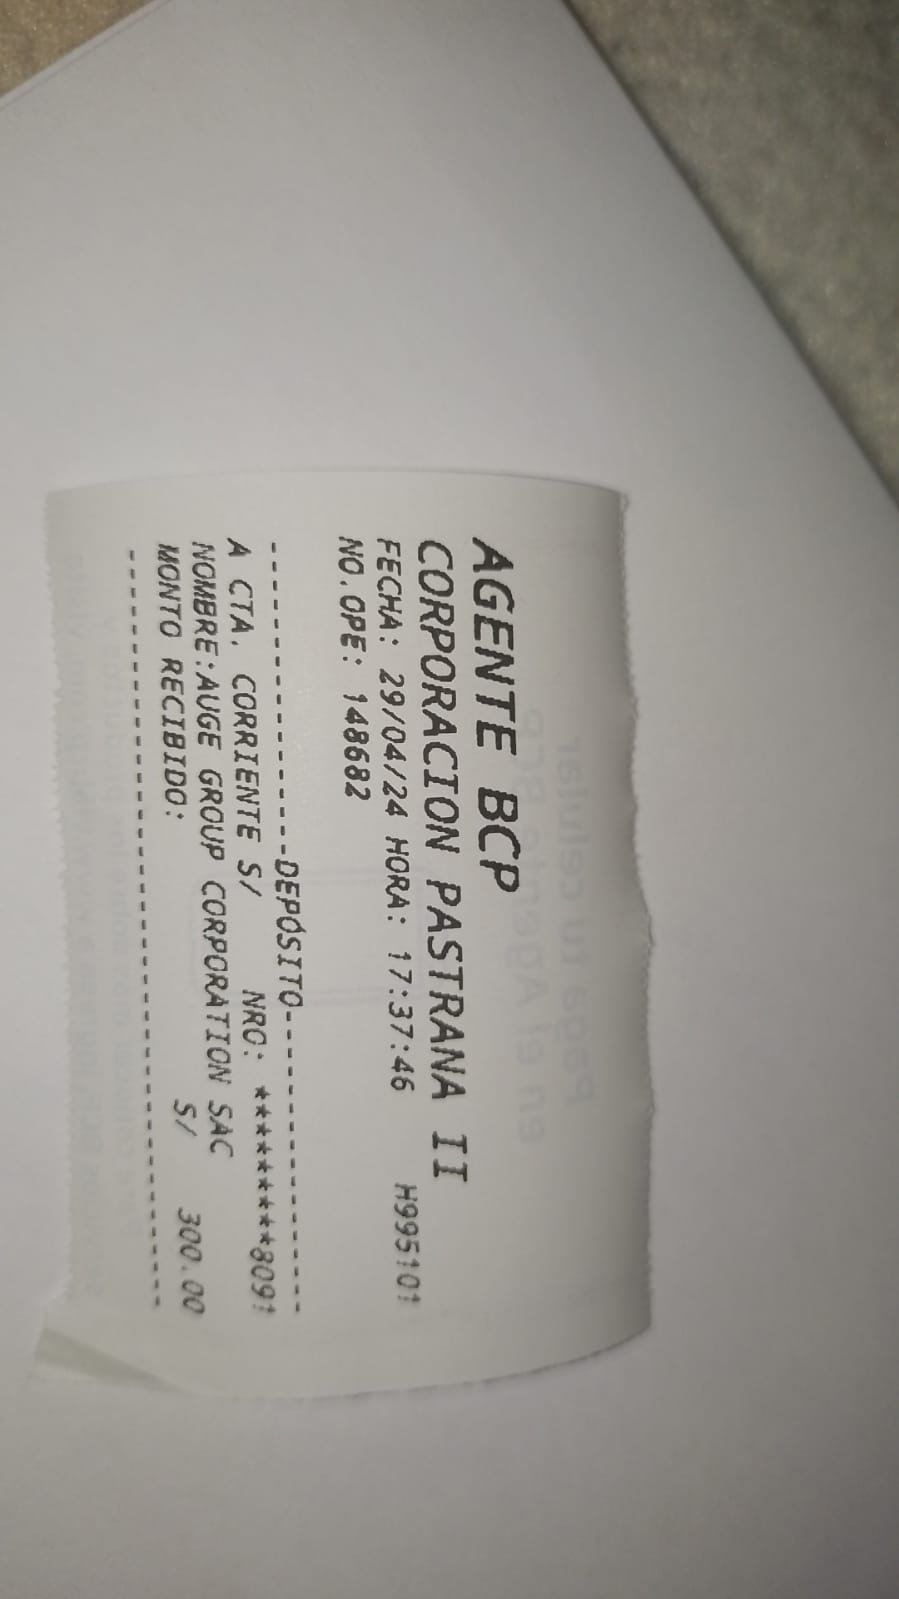 AGENTE BCP
CORPORACION PASTRANA II
FECHA: 29/04/24 HORA: 17:37:46 H995101
NO.OPE: 148682
---------------DEPOSITO---------------
A CTA. CORRIENTE S/ NRO: *********8091
NOMBRE:AUGE GROUP CORPORATION SAC
MONTO RECIBIDO: S/ 300.00
--------------------------------------